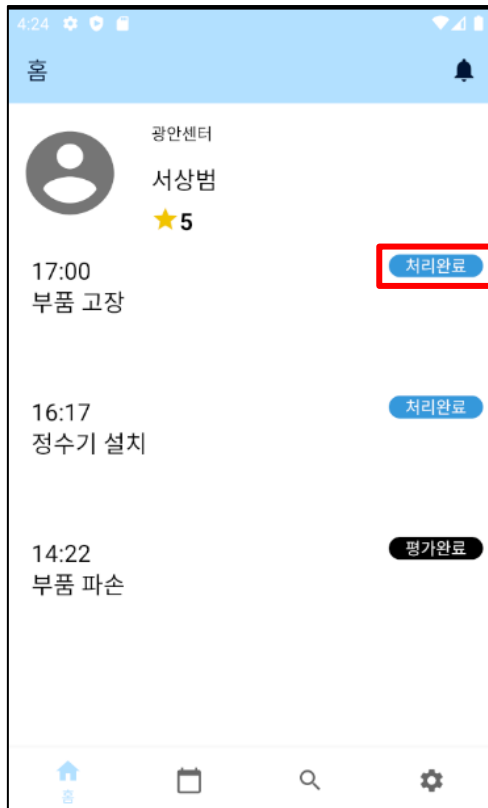 4:24
홈
광안센터
서상범
5
17:00
처리완료
부품 고장
16:17
처리완료
정수기 설치
14:22
평가완료
부품 파손
홈